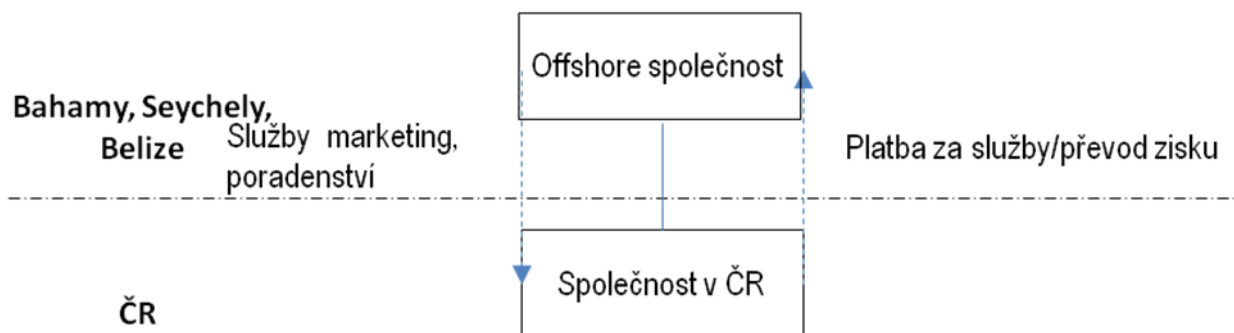 Offshore společnost
Bahamy, Seychely,
Belize
Služby marketing,
poradenství
Platba za služby/převod zisku
Společnost v ČR
ČR